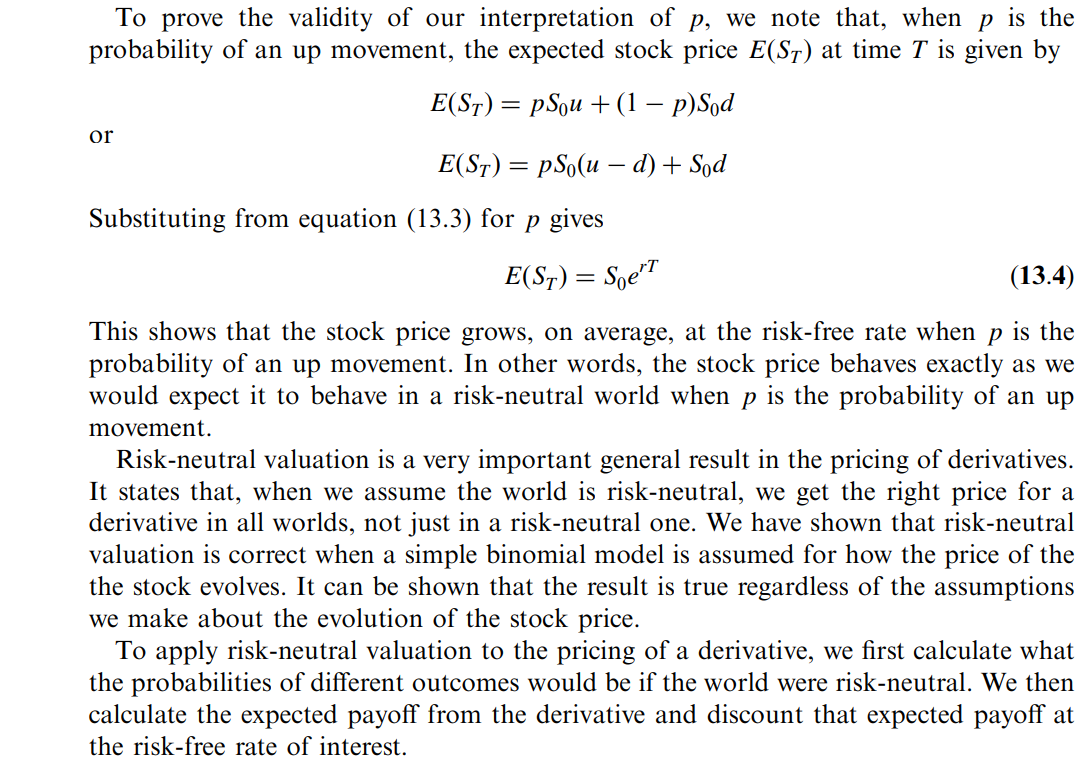 To prove the validity of our interpretation of p, we note that, when p is the
probability of an up movement, the expected stock price E(S_T) at time T is given by
E(S_T) = pS_0u + (1 − p)S_0d
or
E(S_T) = pS_0(u − d) + S_0d
Substituting from equation (13.3) for p gives
E(S_T) = S_0e^{rT} (13.4)
This shows that the stock price grows, on average, at the risk-free rate when p is the
probability of an up movement. In other words, the stock price behaves exactly as we
would expect it to behave in a risk-neutral world when p is the probability of an up
movement.
Risk-neutral valuation is a very important general result in the pricing of derivatives.
It states that, when we assume the world is risk-neutral, we get the right price for a
derivative in all worlds, not just in a risk-neutral one. We have shown that risk-neutral
valuation is correct when a simple binomial model is assumed for how the price of the
the stock evolves. It can be shown that the result is true regardless of the assumptions
we make about the evolution of the stock price.
To apply risk-neutral valuation to the pricing of a derivative, we first calculate what
the probabilities of different outcomes would be if the world were risk-neutral. We then
calculate the expected payoff from the derivative and discount that expected payoff at
the risk-free rate of interest.